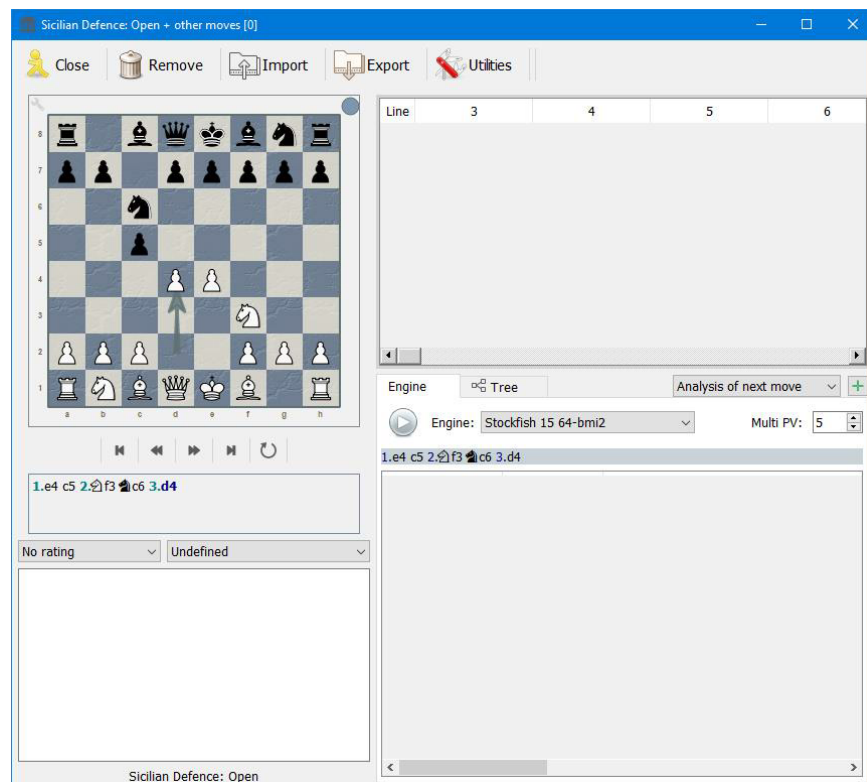 Sicilian Defence: Open + other moves [0]
Close Remove Import Export Utilities
Line 3 4 5 6
8
7
6
5
4
3
2
1
a b c d e f g h
1.e4 c5 2.♘f3 ♞c6 3.d4
No rating Undefined
Sicilian Defence: Open
Engine Tree Analysis of next move
Engine: Stockfish 15 64-bmi2 Multi PV: 5
1.e4 c5 2.♘f3 ♞c6 3.d4